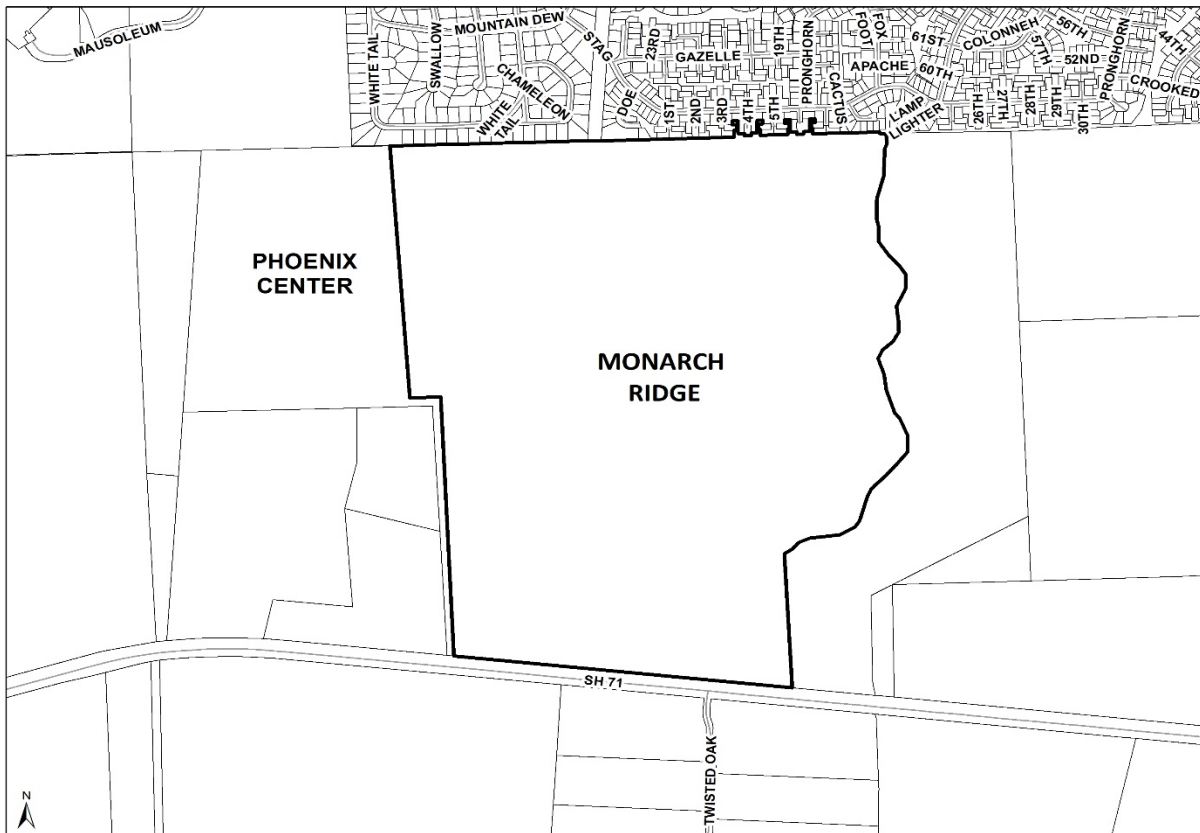 MAUSOLEUM
WHITE TAIL
SWALLOW
MOUNTAIN DEW
CHAMELEON
WHITE
TAIL
STAG
DOE
23RD
GAZELLE
19TH
1ST
2ND
3RD
4TH
5TH
PRONGHORN
CACTUS
FOOT
FOX
APACHE
61ST
60TH
COLONNEH
57TH
56TH
52ND
PRONGHORN
44TH
CROOKED
LAMP
LIGHTER
26TH
27TH
28TH
29TH
30TH
PHOENIX
CENTER
MONARCH
RIDGE
SH 71
TWISTED OAK
N